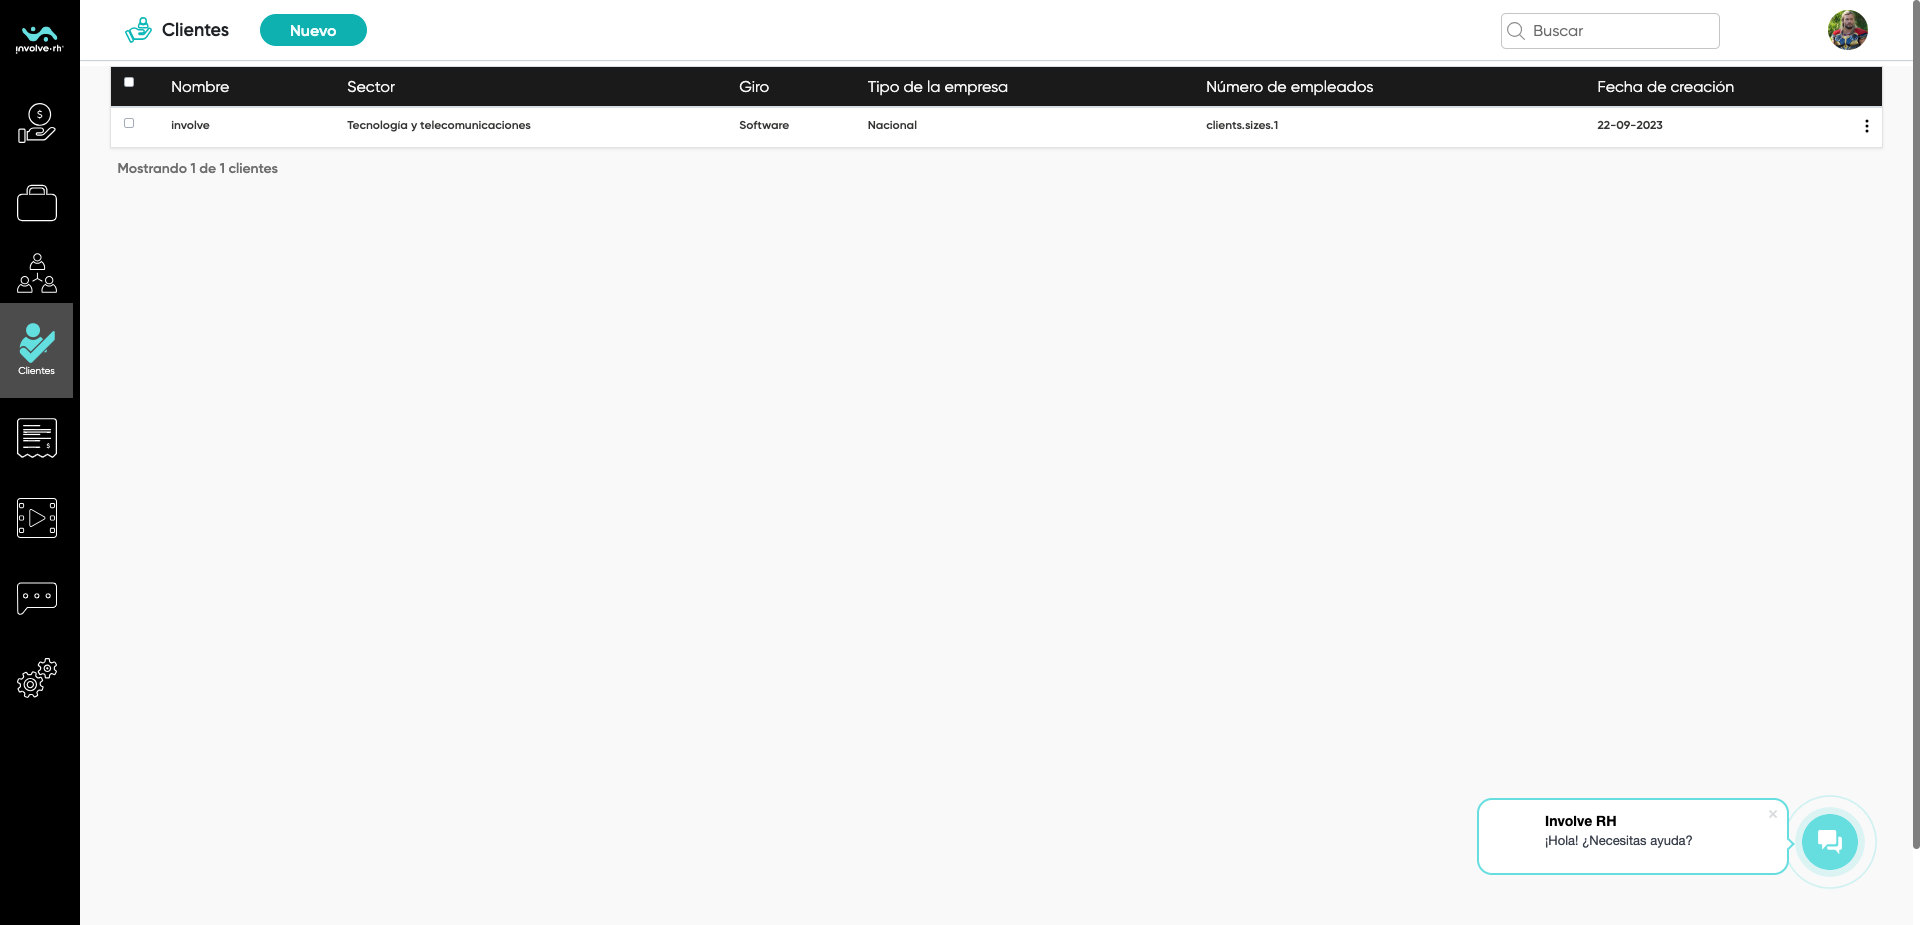 involve·rh
Clientes
Nuevo
Buscar
Nombre Sector Giro Tipo de la empresa Número de empleados Fecha de creación
involve Tecnología y telecomunicaciones Software Nacional clients.sizes.1 22-09-2023
Mostrando 1 de 1 clientes
$
Clientes
$
Involve RH
¡Hola! ¿Necesitas ayuda?